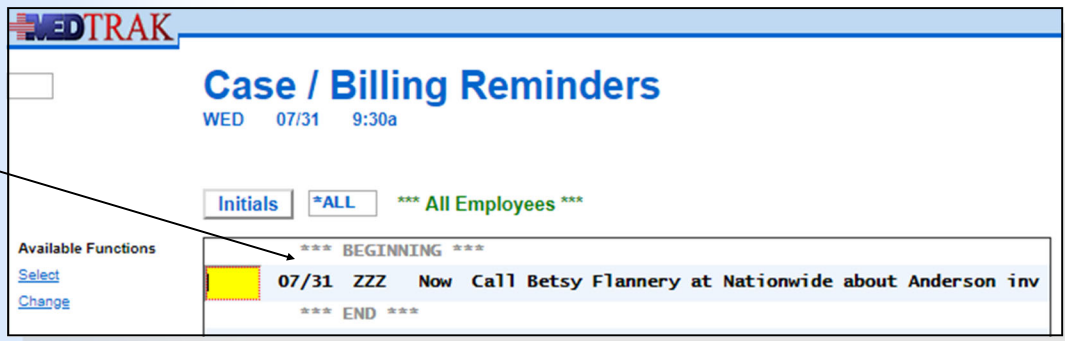 MEDTRAK
Case / Billing Reminders
WED 07/31 9:30a
Initials *ALL *** All Employees ***
Available Functions
Select
Change
*** BEGINNING ***
07/31 ZZZ Now Call Betsy Flannery at Nationwide about Anderson inv
*** END ***